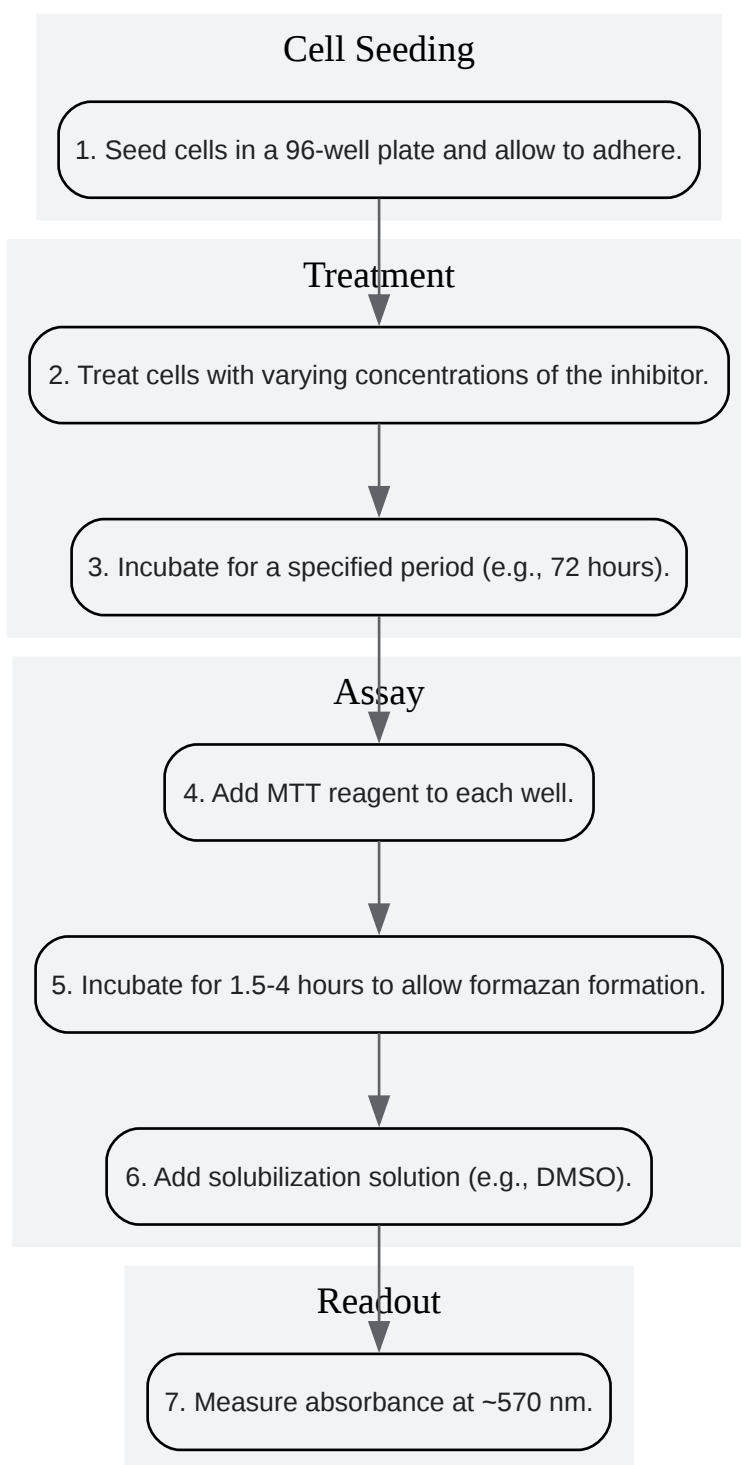 Cell Seeding
1. Seed cells in a 96-well plate and allow to adhere.
Treatment
2. Treat cells with varying concentrations of the inhibitor.
3. Incubate for a specified period (e.g., 72 hours).
Assay
4. Add MTT reagent to each well.
5. Incubate for 1.5-4 hours to allow formazan formation.
6. Add solubilization solution (e.g., DMSO).
Readout
7. Measure absorbance at ~570 nm.